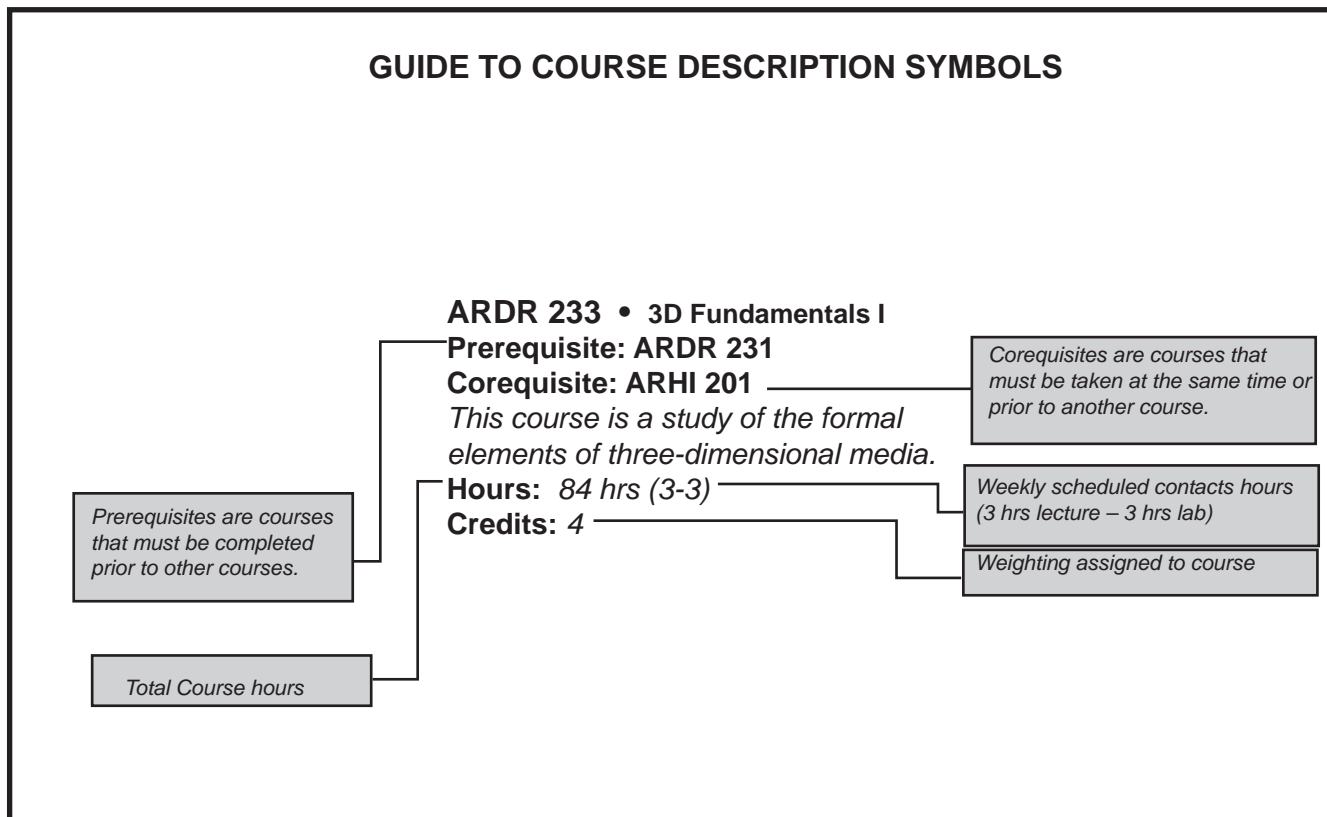 GUIDE TO COURSE DESCRIPTION SYMBOLS
ARDR 233 • 3D Fundamentals I
Prerequisite: ARDR 231
Corequisite: ARHI 201
This course is a study of the formal
elements of three-dimensional media.
Hours: 84 hrs (3-3)
Credits: 4
Corequisites are courses that
must be taken at the same time or
prior to another course.
Weekly scheduled contacts hours
(3 hrs lecture – 3 hrs lab)
Weighting assigned to course
Prerequisites are courses
that must be completed
prior to other courses.
Total Course hours